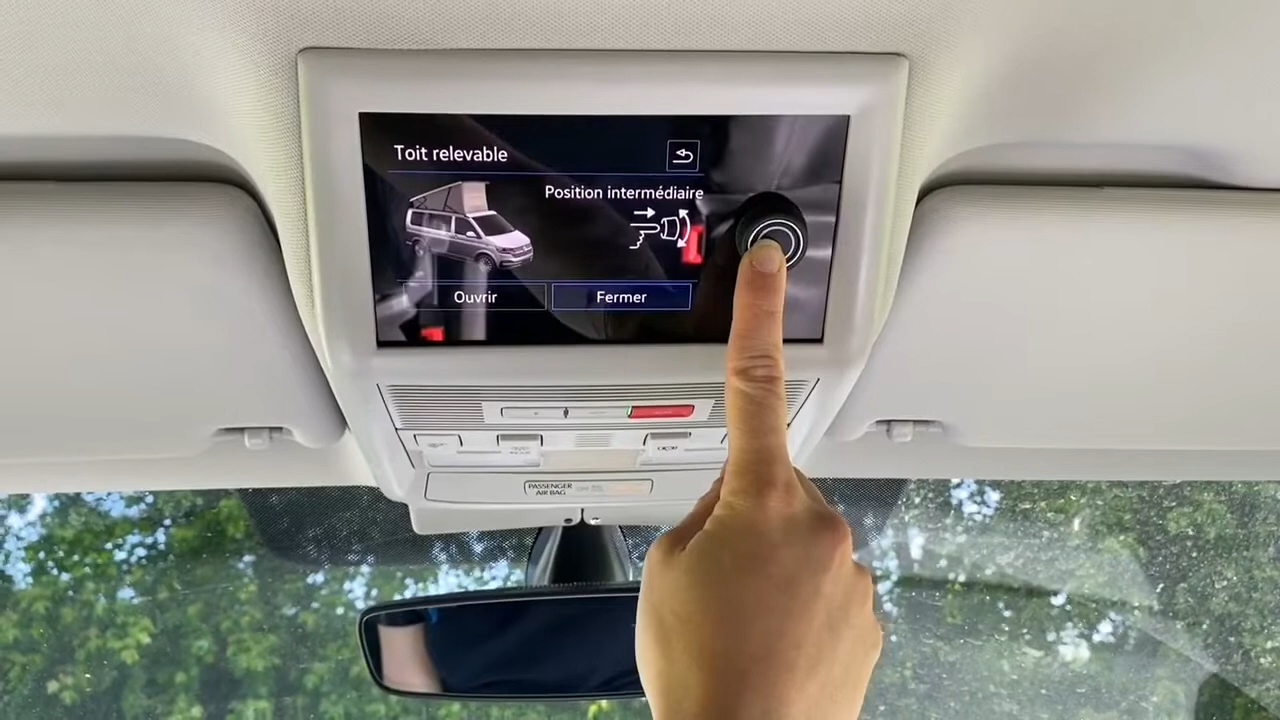 Toit relevable
Position intermédiaire
Ouvrir
Fermer
PASSENGER
AIR BAG